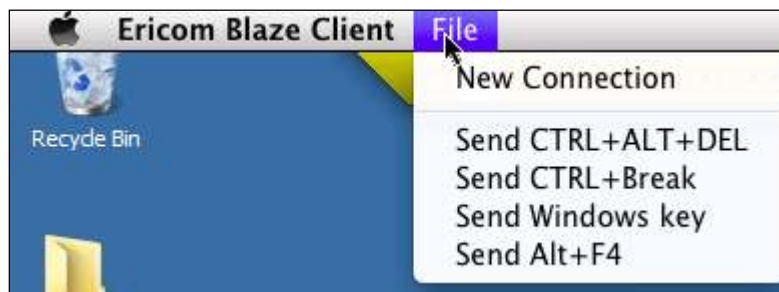 Ericom Blaze Client File
New Connection
Recycle Bin
Send CTRL+ALT+DEL
Send CTRL+Break
Send Windows key
Send Alt+F4